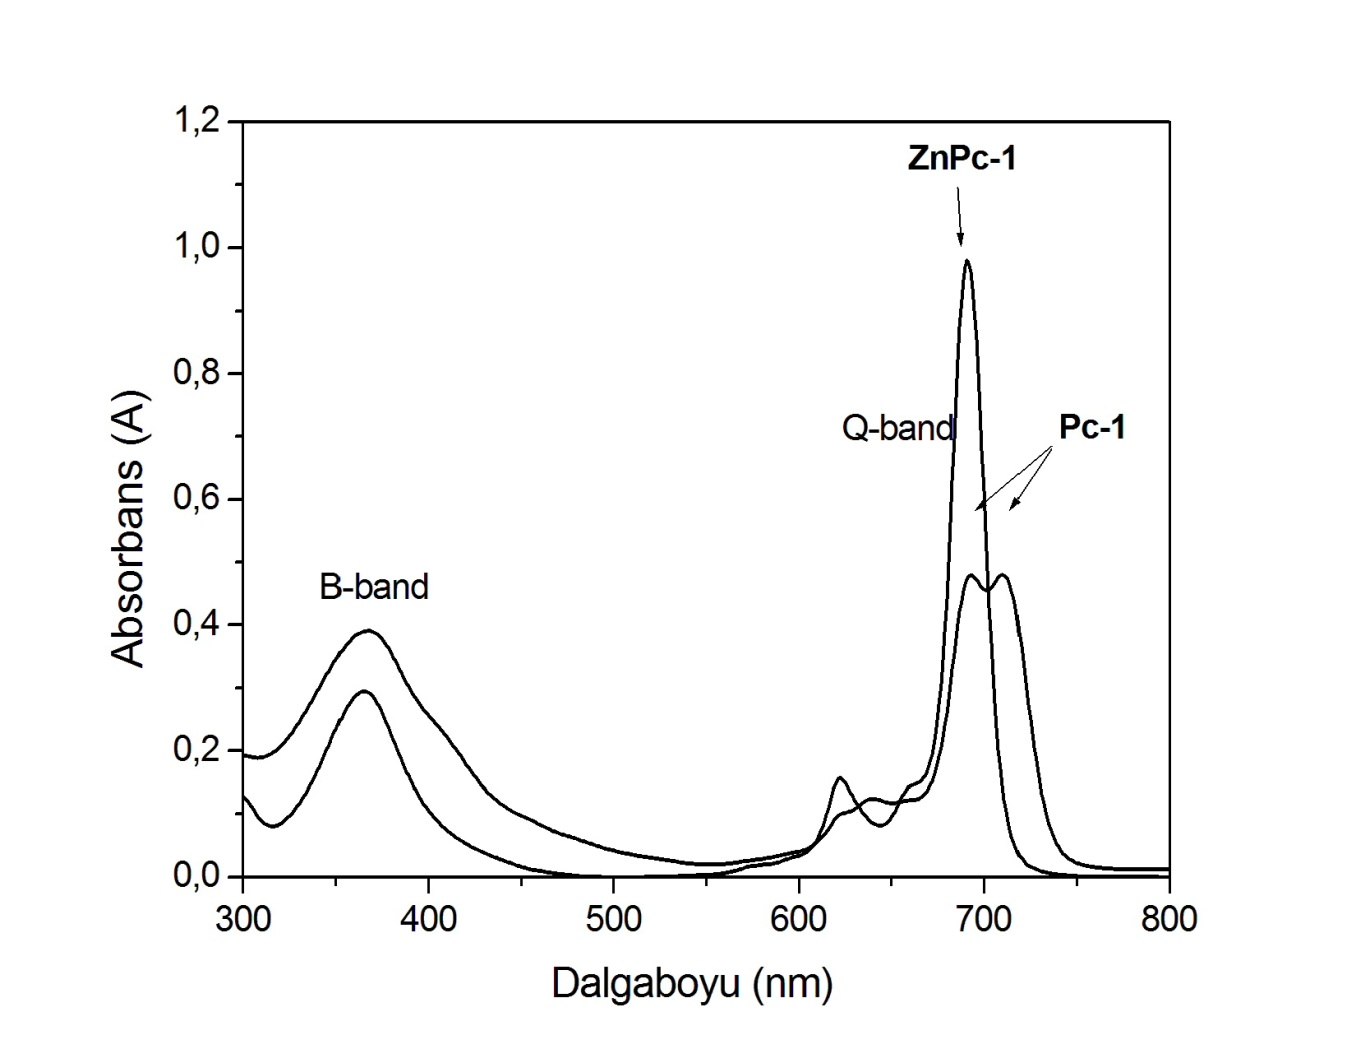 1,2
ZnPc-1
1,0
0,8
Q-band
Pc-1
0,6
B-band
0,4
0,2
0,0
300 400 500 600 700 800
Absorbans (A)
Dalgaboyu (nm)